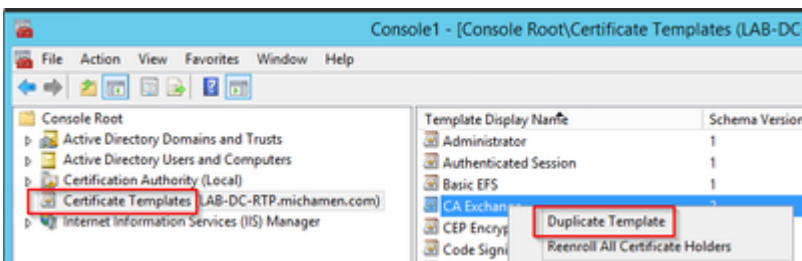 Console1 - [Console Root\Certificate Templates (LAB-DC
File Action View Favorites Window Help
Console Root
Active Directory Domains and Trusts
Active Directory Users and Computers
Certification Authority (Local)
Certificate Templates (LAB-DC-RTP.michamen.com)
Internet Information Services (IIS) Manager
Template Display Name Schema Version
Administrator 1
Authenticated Session 1
Basic EFS 1
CA Exchange 2
CEP Encryp
Code Signi
Duplicate Template
Reenroll All Certificate Holders